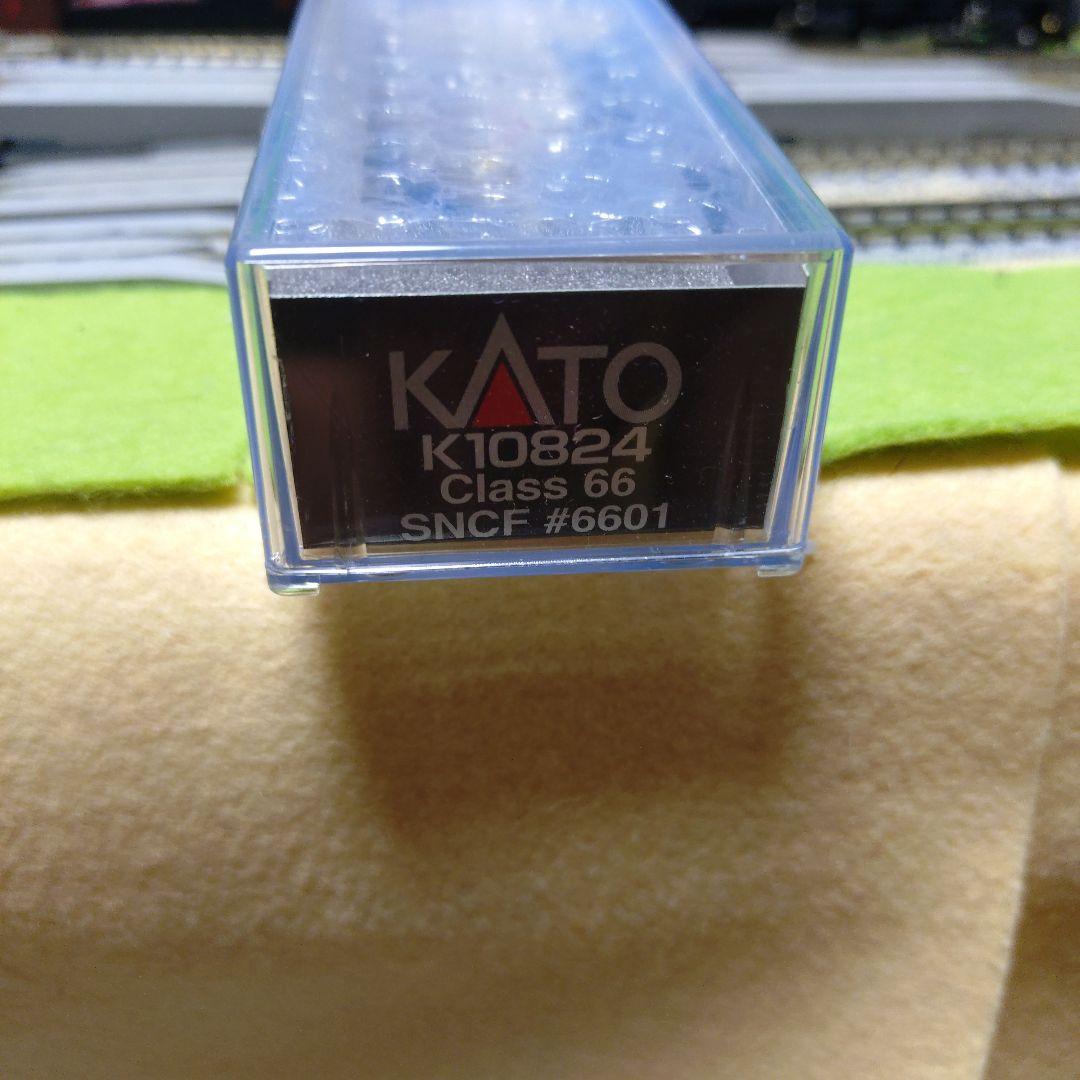 KATO
K10824
Class 66
SNCF #6601